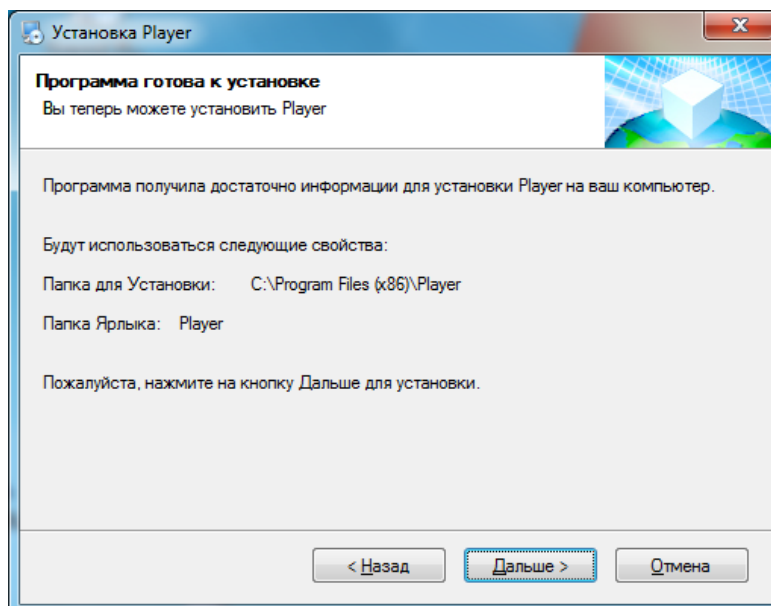 Установка Player
Программа готова к установке
Вы теперь можете установить Player
Программа получила достаточно информации для установки Player на ваш компьютер.
Будут использоваться следующие свойства:
Папка для Установки: C:\Program Files (x86)\Player
Папка Ярлыка: Player
Пожалуйста, нажмите на кнопку Дальше для установки.
< Назад Дальше > Отмена